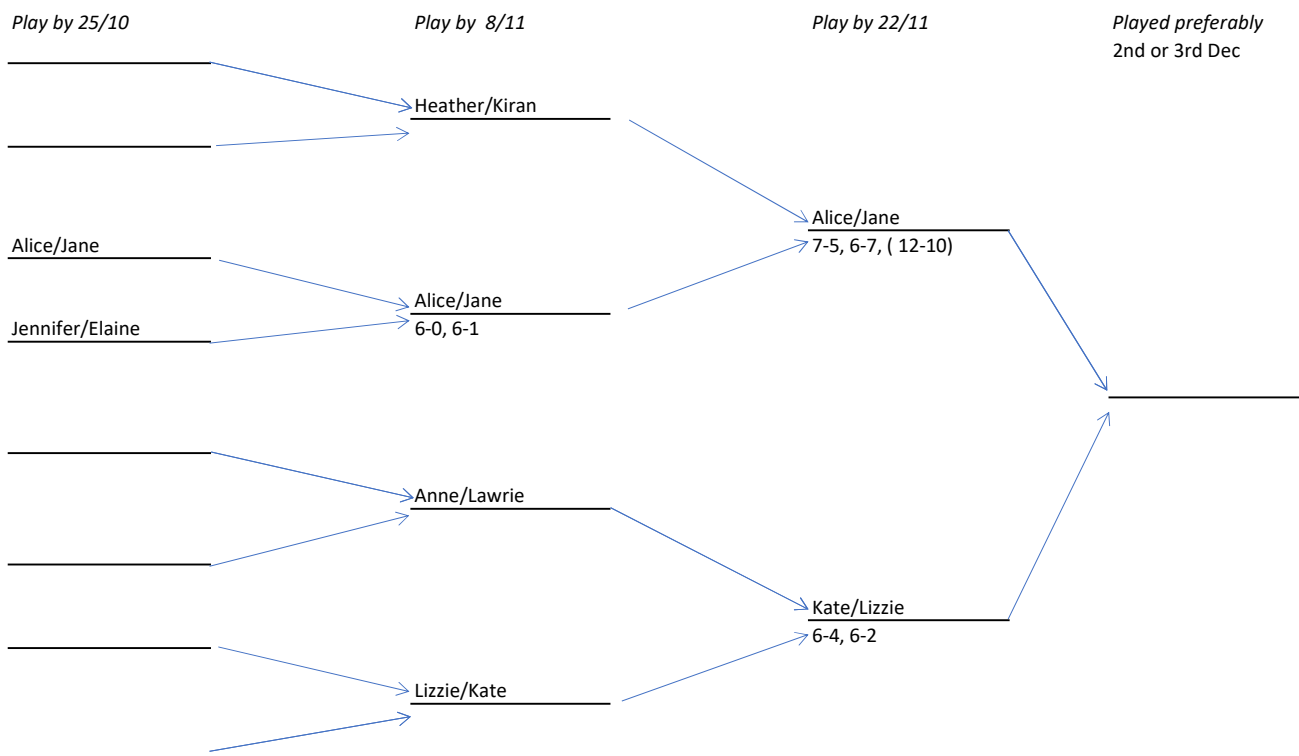 Play by 25/10
Play by 8/11
Play by 22/11
Played preferably
2nd or 3rd Dec
Heather/Kiran
Alice/Jane
7-5, 6-7, ( 12-10)
Alice/Jane
Alice/Jane
6-0, 6-1
Jennifer/Elaine
Anne/Lawrie
Kate/Lizzie
6-4, 6-2
Lizzie/Kate